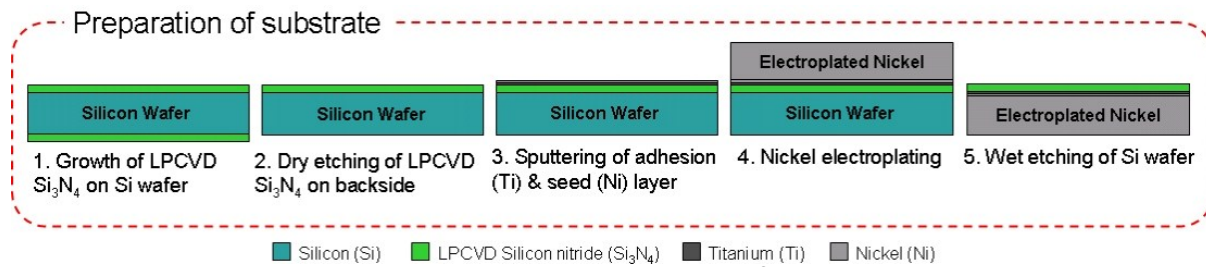 Preparation of substrate
Electroplated Nickel
Silicon Wafer
Silicon Wafer
Silicon Wafer
Silicon Wafer
Electroplated Nickel
1. Growth of LPCVD
Si₃N₄ on Si wafer
2. Dry etching of LPCVD
Si₃N₄ on backside
3. Sputtering of adhesion
(Ti) & seed (Ni) layer
4. Nickel electroplating
5. Wet etching of Si wafer
Silicon (Si)
LPCVD Silicon nitride (Si₃N₄)
Titanium (Ti)
Nickel (Ni)